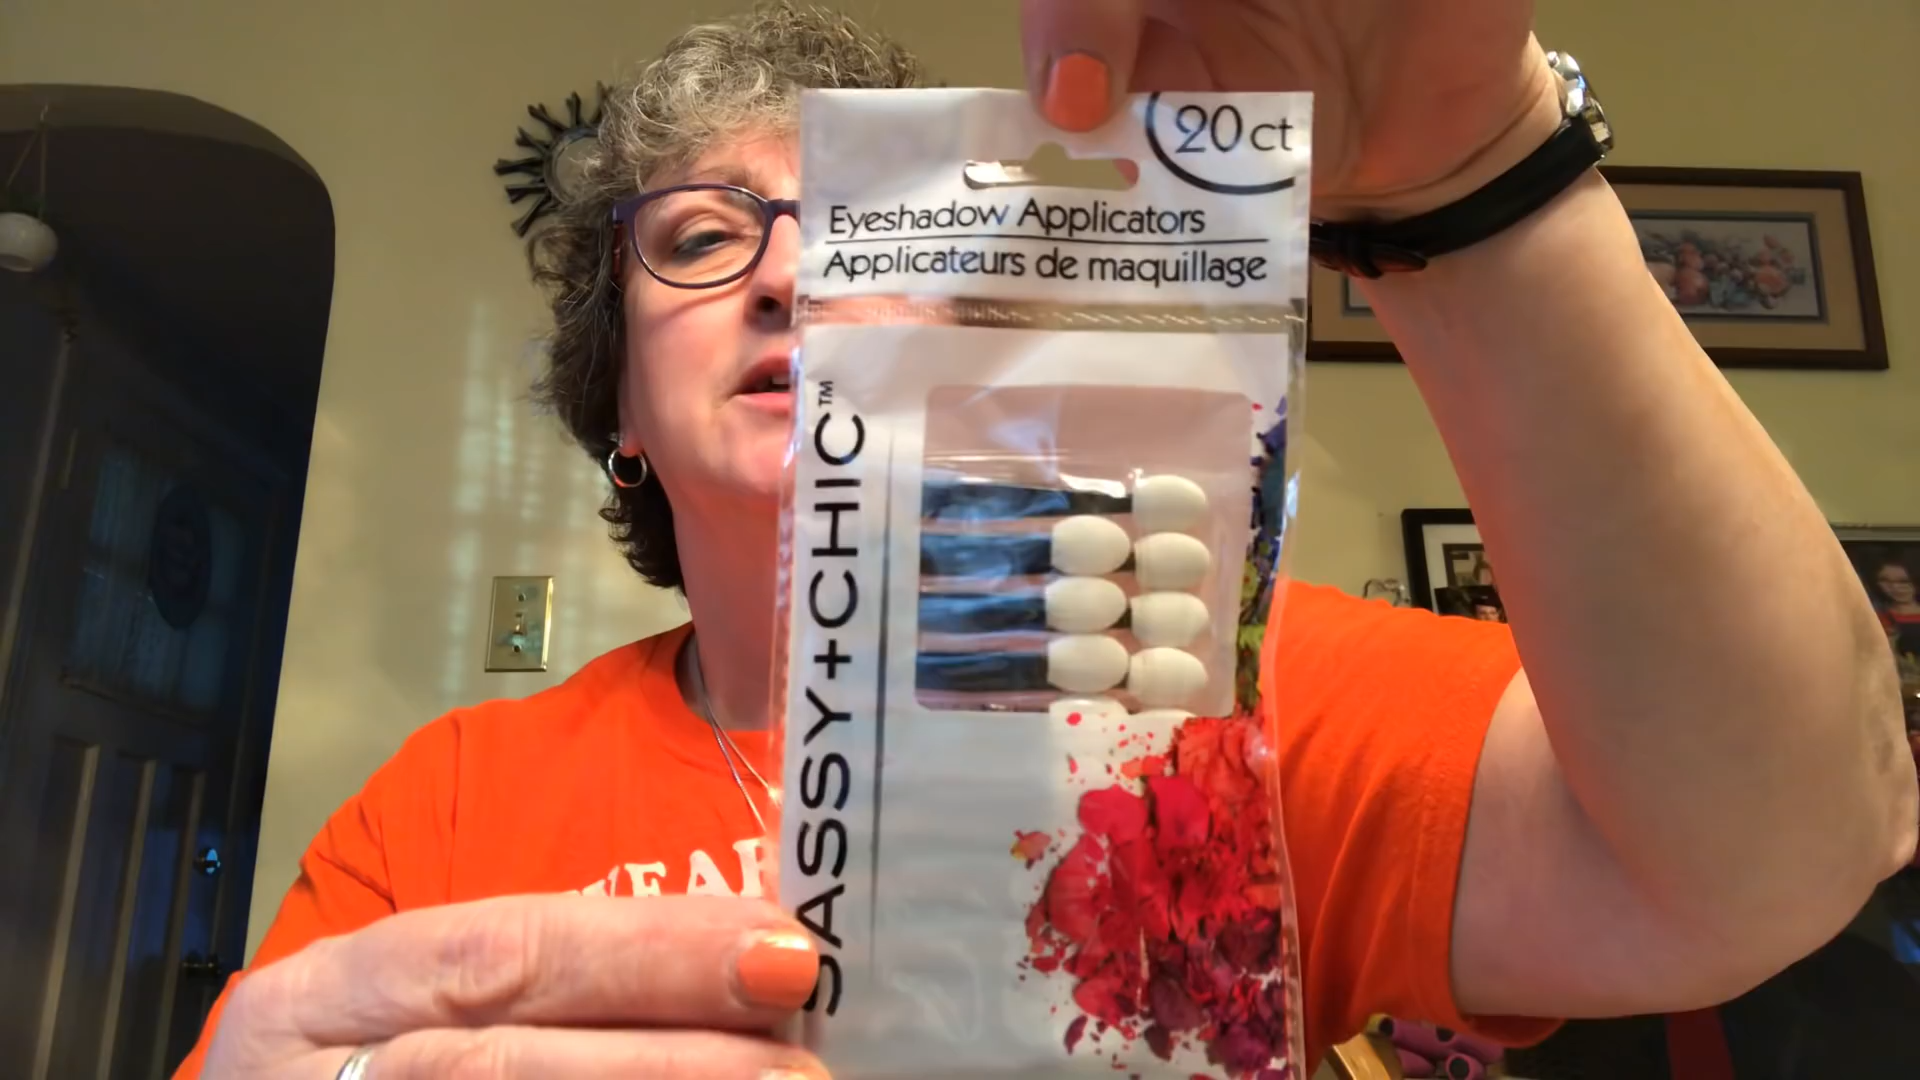 20 ct
Eyeshadow Applicators
Applicateurs de maquillage
SASSY+CHIC™